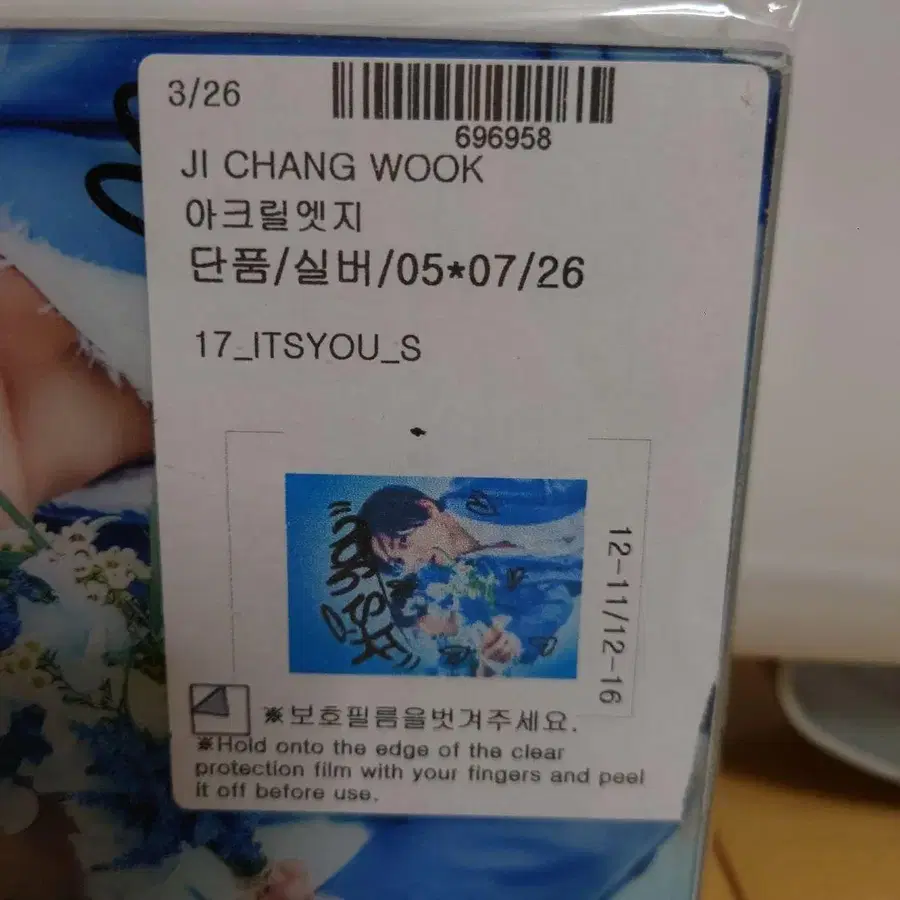 3/26
696958
JI CHANG WOOK
아크릴엣지
단품/실버/05*07/26
17_ITSYOU_S
"It's You"
12-11/12-16
※보호필름을벗겨주세요.
※Hold onto the edge of the clear
protection film with your fingers and peel
it off before use.